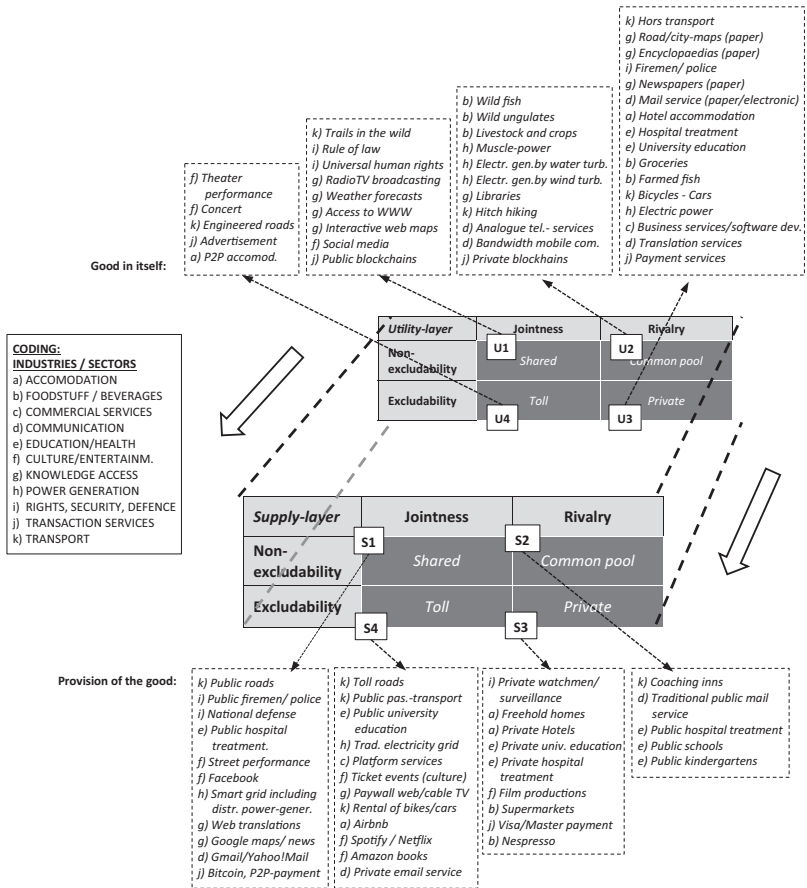 k) Hors transport
g) Road/city-maps (paper)
g) Encyclopaedias (paper)
i) Firemen/ police
g) Newspapers (paper)
d) Mail service (paper/electronic)
a) Hotel accommodation
e) Hospital treatment
e) University education
b) Groceries
b) Farmed fish
k) Bicycles - Cars
h) Electric power
c) Business services/software dev.
d) Translation services
j) Payment services
b) Wild fish
b) Wild ungulates
b) Livestock and crops
h) Muscle-power
h) Electr. gen.by water turb.
h) Electr. gen.by wind turb.
g) Libraries
k) Hitch hiking
d) Analogue tel.- services
d) Bandwidth mobile com.
j) Private blockhains
k) Trails in the wild
i) Rule of law
i) Universal human rights
g) RadioTV broadcasting
g) Weather forecasts
g) Access to WWW
g) Interactive web maps
f) Social media
j) Public blockchains
f) Theater
performance
f) Concert
k) Engineered roads
j) Advertisement
a) P2P accomod.
Good in itself:
Utility-layer Jointness Rivalry
Non-
excludability
U1 Shared U2 Common pool
Excludability
U4 Toll U3 Private
CODING:
INDUSTRIES / SECTORS
a) ACCOMODATION
b) FOODSTUFF / BEVERAGES
c) COMMERCIAL SERVICES
d) COMMUNICATION
e) EDUCATION/HEALTH
f) CULTURE/ENTERTAINM.
g) KNOWLEDGE ACCESS
h) POWER GENERATION
i) RIGHTS, SECURITY, DEFENCE
j) TRANSACTION SERVICES
k) TRANSPORT
Supply-layer Jointness Rivalry
Non-
excludability
S1 Shared S2 Common pool
Excludability
S4 Toll S3 Private
Provision of the good:
k) Public roads
i) Public firemen/ police
i) National defense
e) Public hospital
treatment.
f) Street performance
f) Facebook
h) Smart grid including
distr. power-gener.
g) Web translations
g) Google maps/ news
d) Gmail/Yahoo!Mail
j) Bitcoin, P2P-payment
k) Toll roads
k) Public pas.-transport
e) Public university
education
h) Trad. electricity grid
c) Platform services
f) Ticket events (culture)
g) Paywall web/cable TV
k) Rental of bikes/cars
a) Airbnb
f) Spotify / Netflix
f) Amazon books
d) Private email service
i) Private watchmen/
surveillance
a) Freehold homes
a) Private Hotels
e) Private univ. education
e) Private hospital
treatment
f) Film productions
b) Supermarkets
j) Visa/Master payment
b) Nespresso
k) Coaching inns
d) Traditional public mail
service
e) Public hospital treatment
e) Public schools
e) Public kindergartens